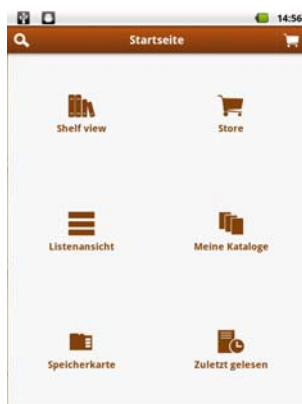 14:56
Startseite
Shelf view
Store
Listenansicht
Meine Kataloge
Speicherkarte
Zuletzt gelesen